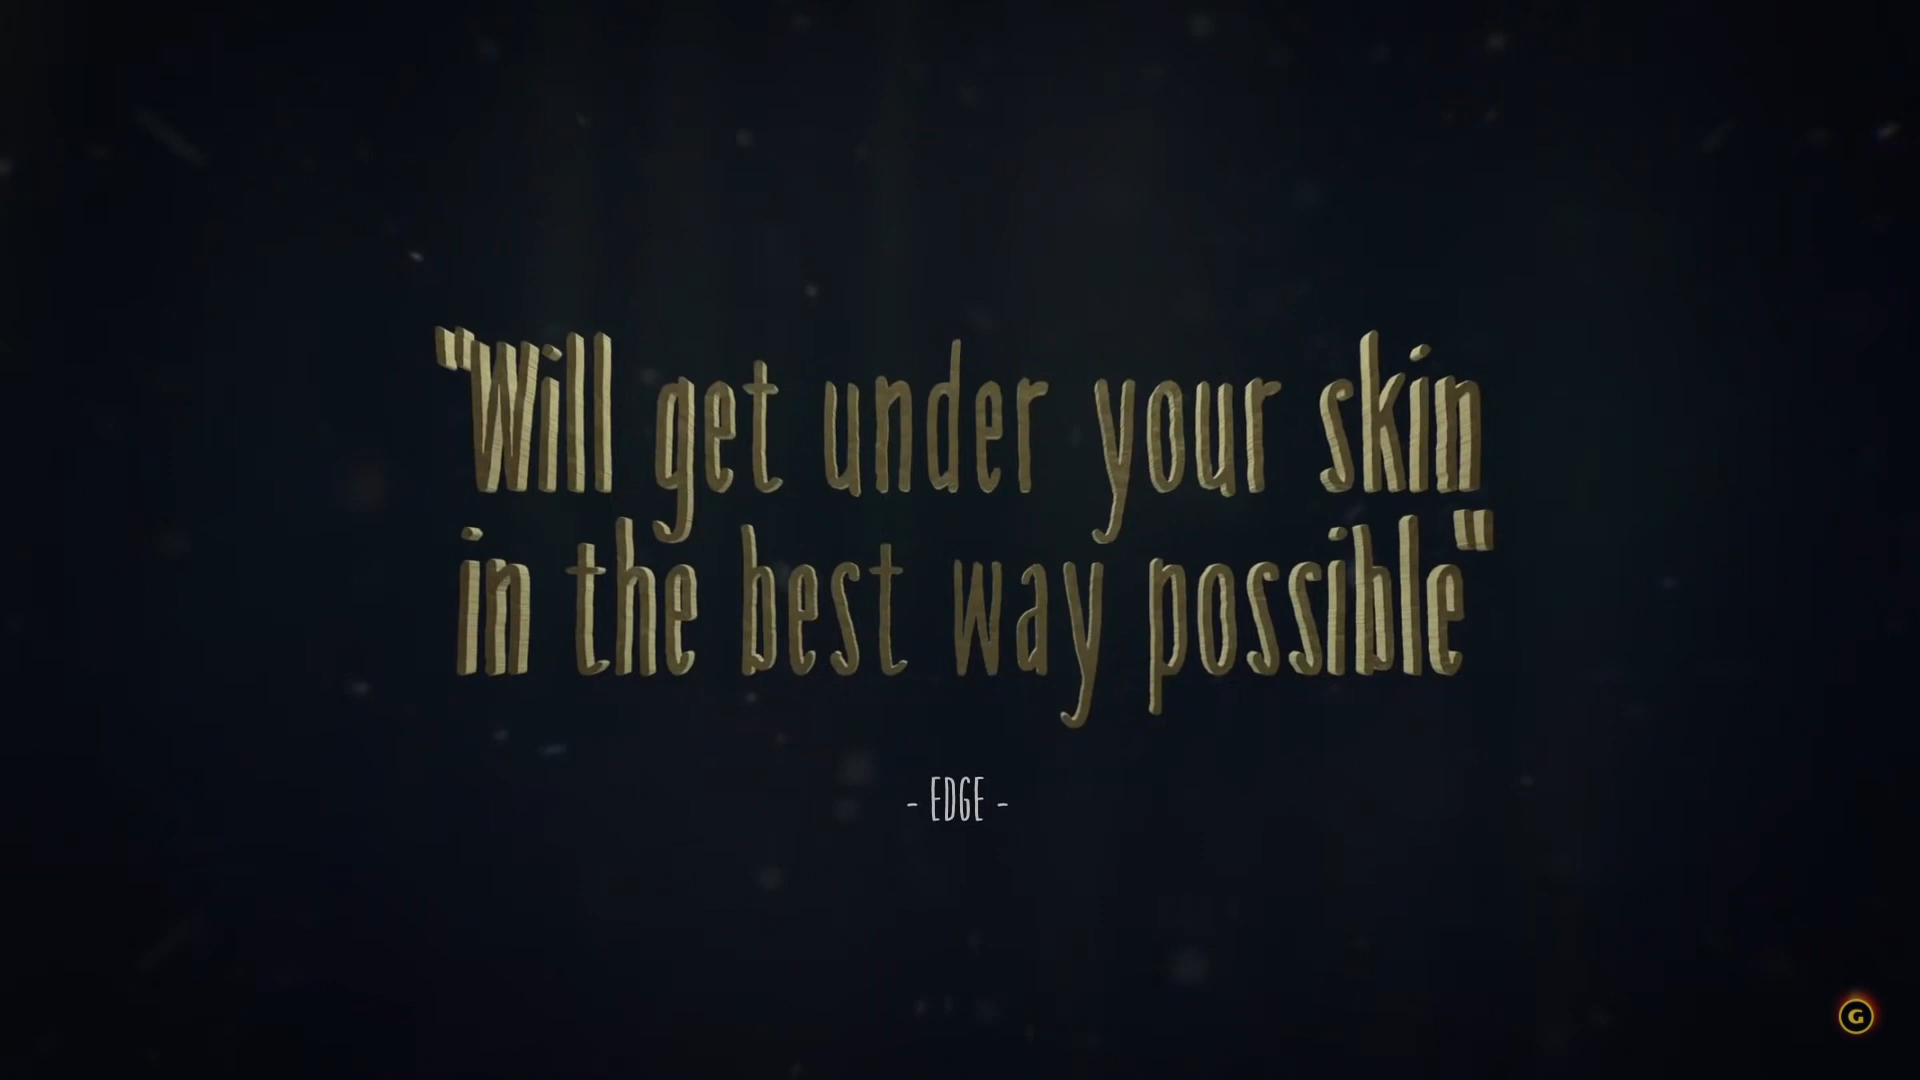 "Will get under your skin
in the best way possible"
- EDGE -
G